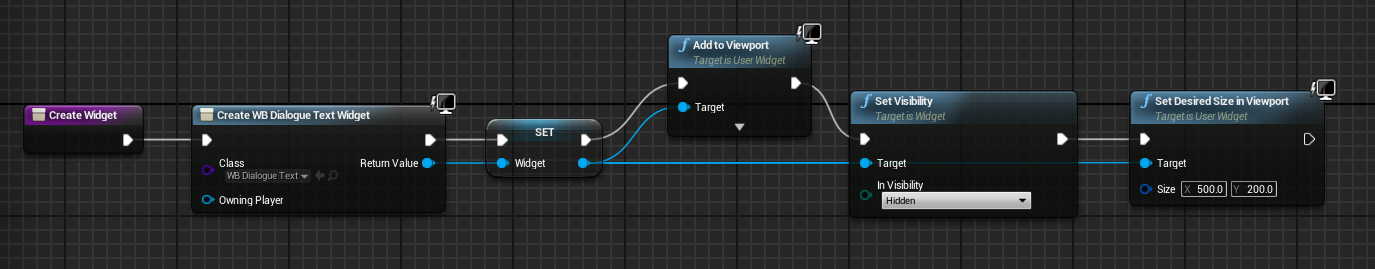 Create Widget
Create WB Dialogue Text Widget
Class
WB Dialogue Text
Return Value
Owning Player
SET
Widget
f Add to Viewport
Target is User Widget
Target
f Set Visibility
Target is Widget
Target
In Visibility
Hidden
f Set Desired Size in Viewport
Target is User Widget
Target
Size X 500.0 Y 200.0